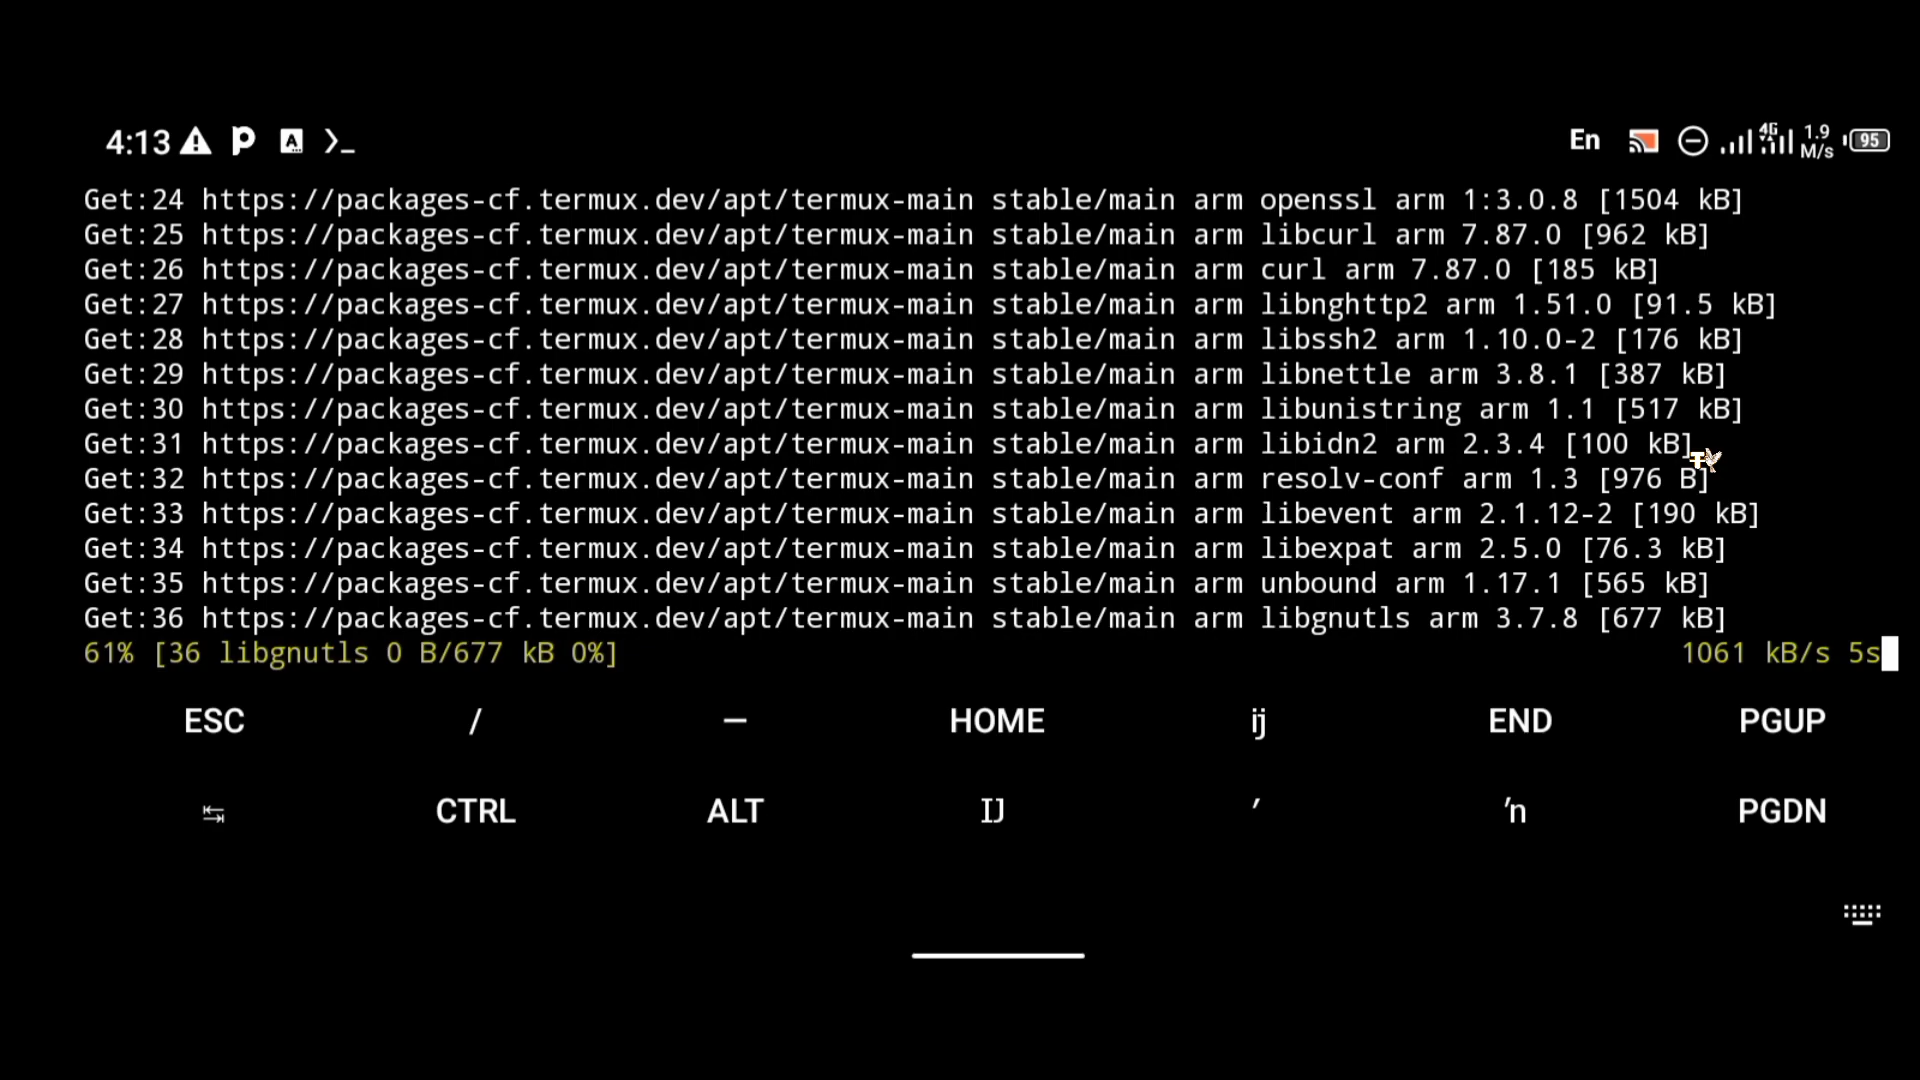 4:13 En 4G 1.9 M/s 95
Get:24 https://packages-cf.termux.dev/apt/termux-main stable/main arm openssl arm 1:3.0.8 [1504 kB]
Get:25 https://packages-cf.termux.dev/apt/termux-main stable/main arm libcurl arm 7.87.0 [962 kB]
Get:26 https://packages-cf.termux.dev/apt/termux-main stable/main arm curl arm 7.87.0 [185 kB]
Get:27 https://packages-cf.termux.dev/apt/termux-main stable/main arm libnghttp2 arm 1.51.0 [91.5 kB]
Get:28 https://packages-cf.termux.dev/apt/termux-main stable/main arm libssh2 arm 1.10.0-2 [176 kB]
Get:29 https://packages-cf.termux.dev/apt/termux-main stable/main arm libnettle arm 3.8.1 [387 kB]
Get:30 https://packages-cf.termux.dev/apt/termux-main stable/main arm libunistring arm 1.1 [517 kB]
Get:31 https://packages-cf.termux.dev/apt/termux-main stable/main arm libidn2 arm 2.3.4 [100 kB]
Get:32 https://packages-cf.termux.dev/apt/termux-main stable/main arm resolv-conf arm 1.3 [976 B]
Get:33 https://packages-cf.termux.dev/apt/termux-main stable/main arm libevent arm 2.1.12-2 [190 kB]
Get:34 https://packages-cf.termux.dev/apt/termux-main stable/main arm libexpat arm 2.5.0 [76.3 kB]
Get:35 https://packages-cf.termux.dev/apt/termux-main stable/main arm unbound arm 1.17.1 [565 kB]
Get:36 https://packages-cf.termux.dev/apt/termux-main stable/main arm libgnutls arm 3.7.8 [677 kB]
61% [36 libgnutls 0 B/677 kB 0%] 1061 kB/s 5s
ESC / — HOME ĳ END PGUP
CTRL ALT Ĳ ′ ŉ PGDN